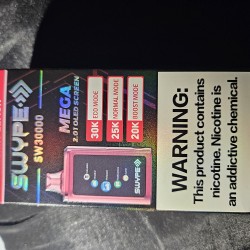 SWYPE
SW30000
MEGA
2.01 OLED SCREEN
30K ECO MODE
25K NORMAL MODE
20K BOOST MODE
SWYPE
WARNING:
This product contains
nicotine. Nicotine is
an addictive chemical.